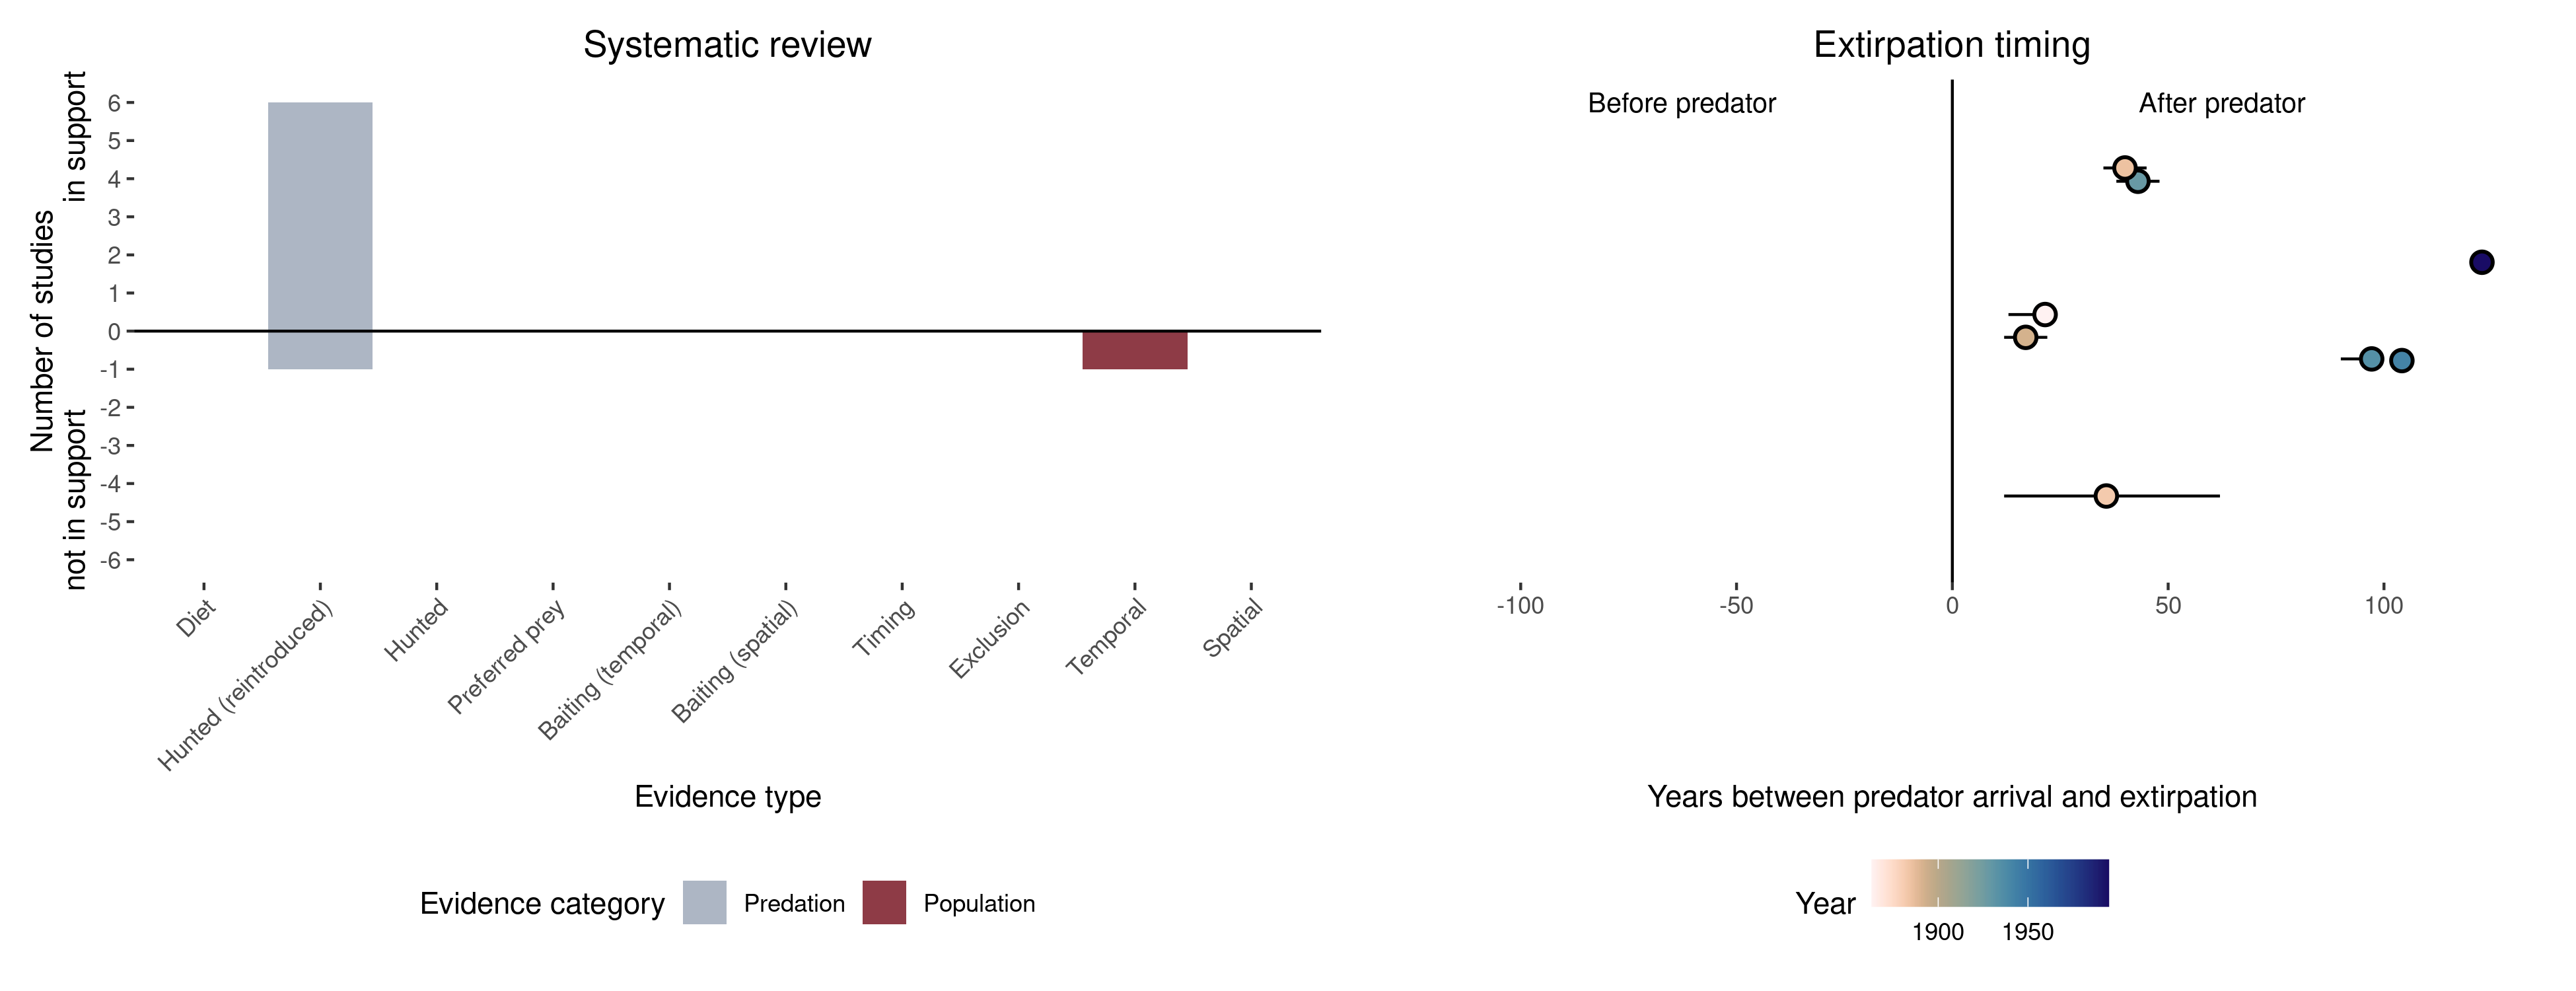 Systematic review
Number of studies
not in support
in support
6
5
4
3
2
1
0
-1
-2
-3
-4
-5
-6
Diet
Hunted (reintroduced)
Hunted
Preferred prey
Baiting (temporal)
Baiting (spatial)
Timing
Exclusion
Temporal
Spatial
Evidence type
Evidence category
Predation
Population
Extirpation timing
Before predator
After predator
-100
-50
0
50
100
Years between predator arrival and extirpation
Year
1900
1950